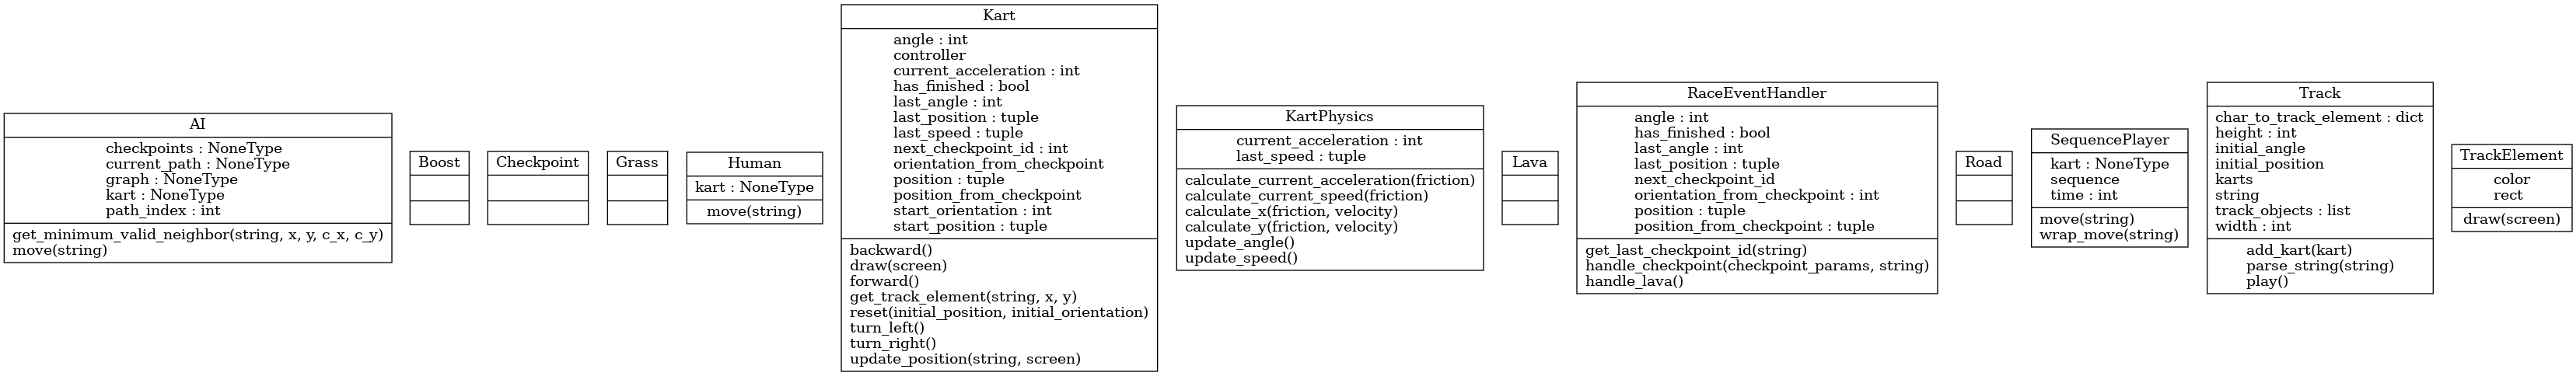 AI
checkpoints : NoneType
current_path : NoneType
graph : NoneType
kart : NoneType
path_index : int
get_minimum_valid_neighbor(string, x, y, c_x, c_y)
move(string)
Boost
Checkpoint
Grass
Human
kart : NoneType
move(string)
Kart
angle : int
controller
current_acceleration : int
has_finished : bool
last_angle : int
last_position : tuple
last_speed : tuple
next_checkpoint_id : int
orientation_from_checkpoint
position : tuple
position_from_checkpoint
start_orientation : int
start_position : tuple
backward()
draw(screen)
forward()
get_track_element(string, x, y)
reset(initial_position, initial_orientation)
turn_left()
turn_right()
update_position(string, screen)
KartPhysics
current_acceleration : int
last_speed : tuple
calculate_current_acceleration(friction)
calculate_current_speed(friction)
calculate_x(friction, velocity)
calculate_y(friction, velocity)
update_angle()
update_speed()
Lava
RaceEventHandler
angle : int
has_finished : bool
last_angle : int
last_position : tuple
next_checkpoint_id
orientation_from_checkpoint : int
position : tuple
position_from_checkpoint : tuple
get_last_checkpoint_id(string)
handle_checkpoint(checkpoint_params, string)
handle_lava()
Road
SequencePlayer
kart : NoneType
sequence
time : int
move(string)
wrap_move(string)
Track
char_to_track_element : dict
height : int
initial_angle
initial_position
karts
string
track_objects : list
width : int
add_kart(kart)
parse_string(string)
play()
TrackElement
color
rect
draw(screen)